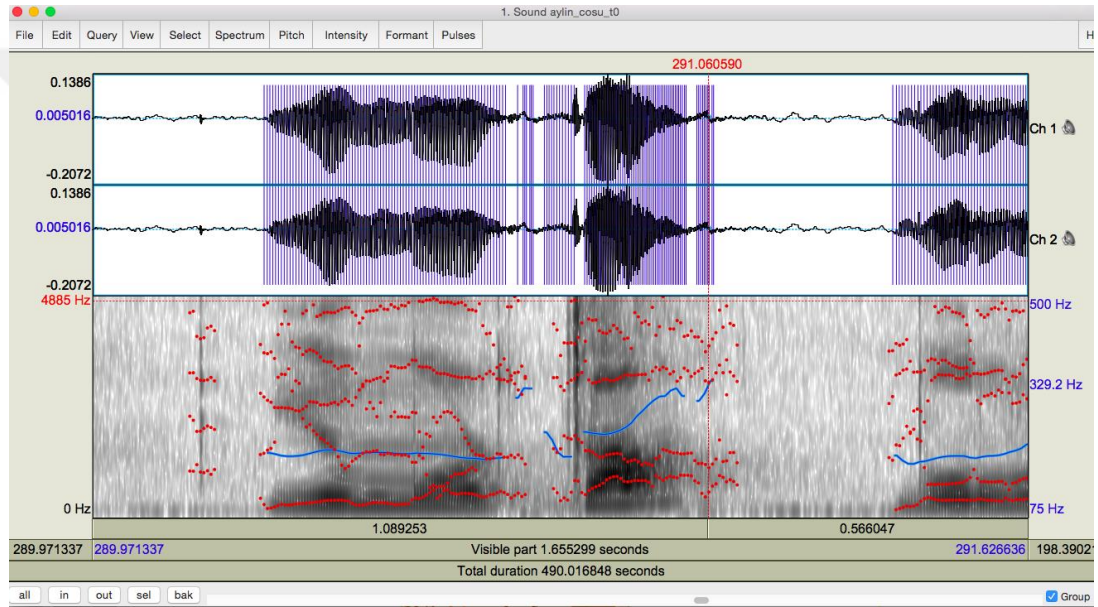 1. Sound aylin_cosu_t0
File Edit Query View Select Spectrum Pitch Intensity Formant Pulses H
291.060590
0.1386
0.005016
-0.2072
Ch 1
0.1386
0.005016
-0.2072
Ch 2
4885 Hz
500 Hz
329.2 Hz
0 Hz
75 Hz
1.089253 0.566047
289.971337 289.971337 Visible part 1.655299 seconds 291.626636 198.39021
Total duration 490.016848 seconds
all in out sel bak Group